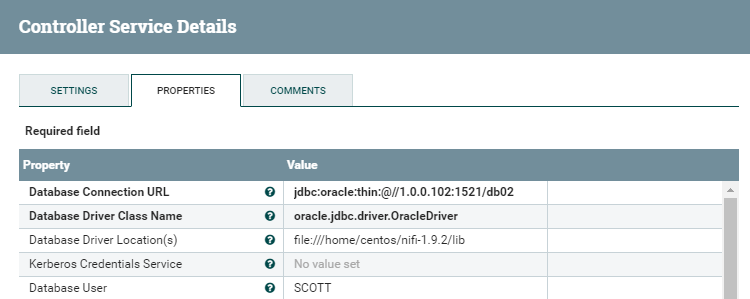 Controller Service Details
SETTINGS PROPERTIES COMMENTS
Required field
Property Value
Database Connection URL ? jdbc:oracle:thin:@//1.0.0.102:1521/db02
Database Driver Class Name ? oracle.jdbc.driver.OracleDriver
Database Driver Location(s) ? file:///home/centos/nifi-1.9.2/lib
Kerberos Credentials Service ? No value set
Database User ? SCOTT